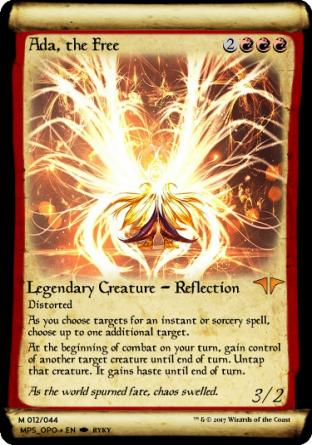 Ada, the Free 2
Legendary Creature – Reflection
Distorted
As you choose targets for an instant or sorcery spell,
choose up to one additional target.
At the beginning of combat on your turn, gain control
of another target creature until end of turn. Untap
that creature. It gains haste until end of turn.
As the world spurned fate, chaos swelled.
3/2
M 012/044
MPS_OPO • EN RYKY
™ & © 2017 Wizards of the Coast